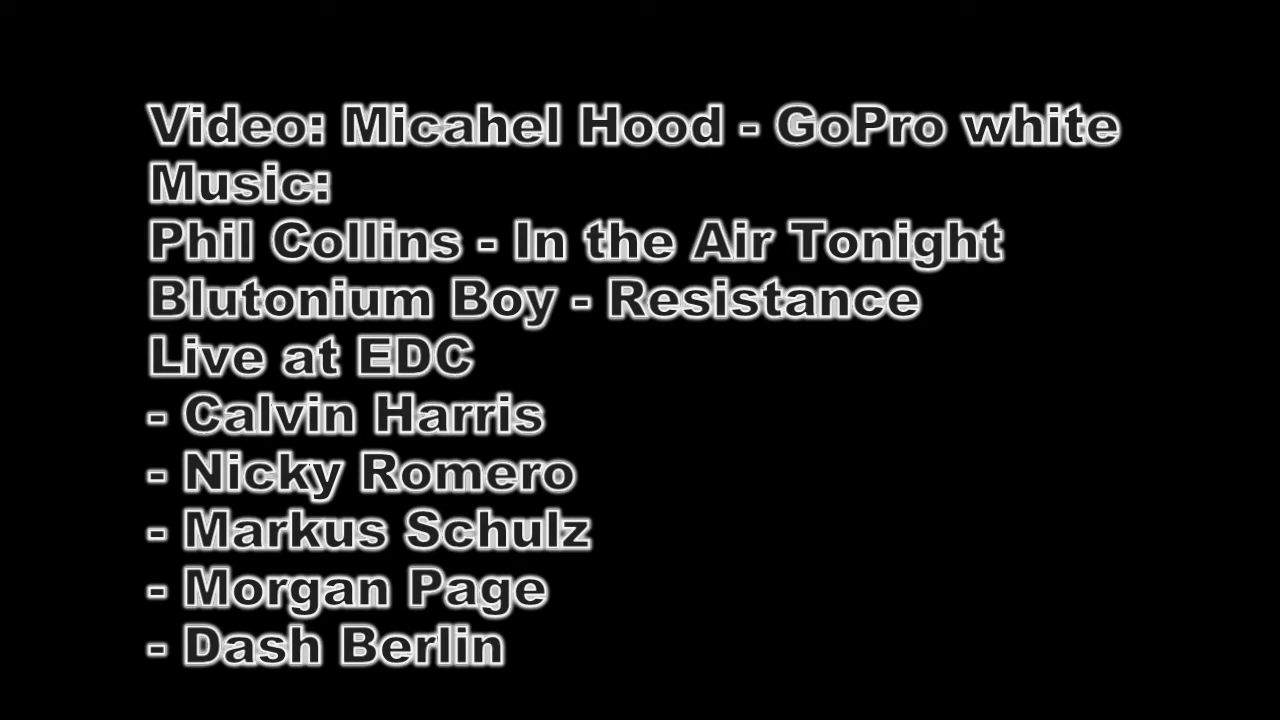 Video: Micahel Hood - GoPro white
Music:
Phil Collins - In the Air Tonight
Blutonium Boy - Resistance
Live at EDC
- Calvin Harris
- Nicky Romero
- Markus Schulz
- Morgan Page
- Dash Berlin